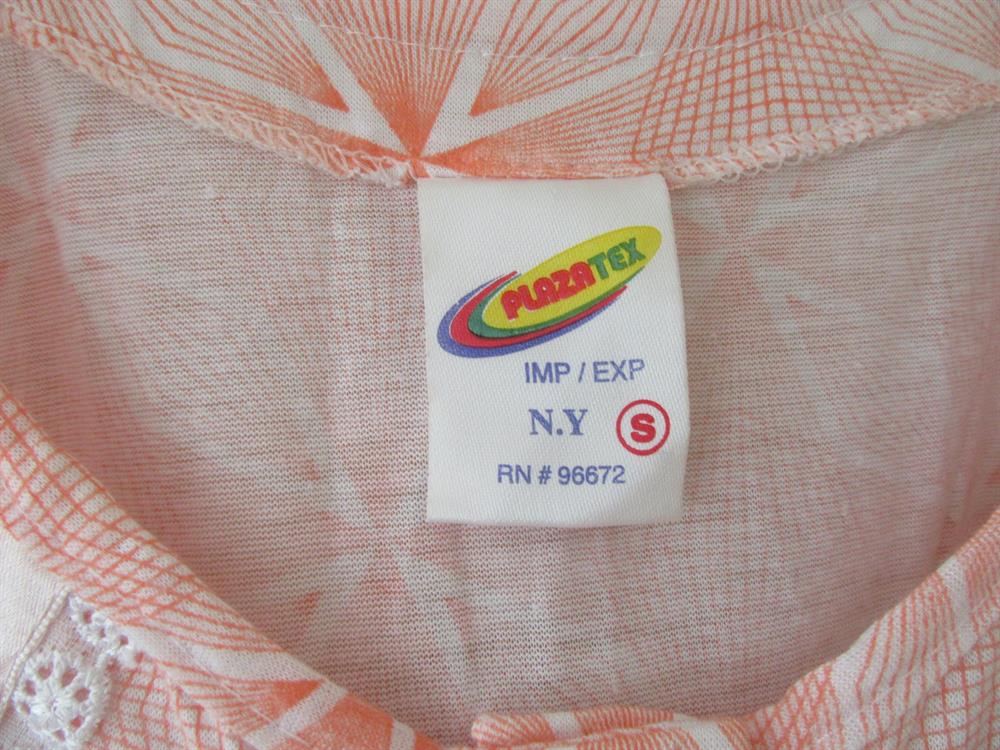 PLAZATEX
IMP / EXP
N.Y S
RN # 96672